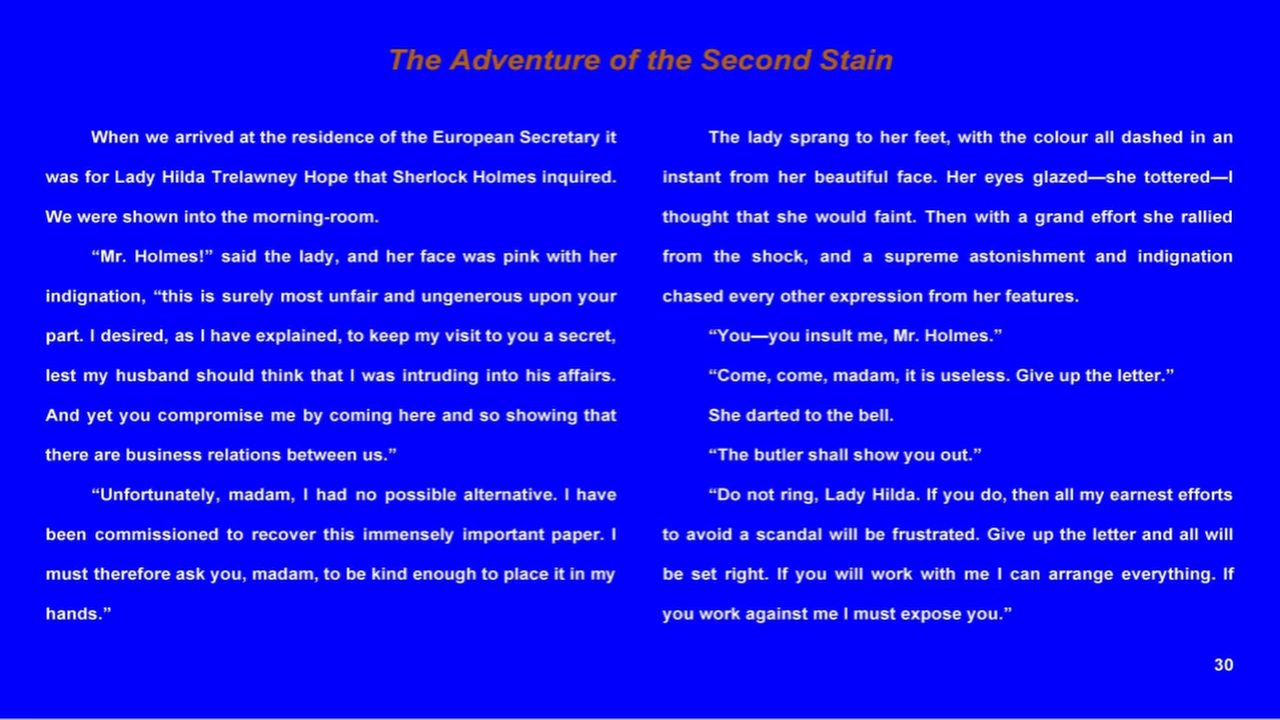 The Adventure of the Second Stain
When we arrived at the residence of the European Secretary it
was for Lady Hilda Trelawney Hope that Sherlock Holmes inquired.
We were shown into the morning-room.
“Mr. Holmes!” said the lady, and her face was pink with her
indignation, “this is surely most unfair and ungenerous upon your
part. I desired, as I have explained, to keep my visit to you a secret,
lest my husband should think that I was intruding into his affairs.
And yet you compromise me by coming here and so showing that
there are business relations between us.”
“Unfortunately, madam, I had no possible alternative. I have
been commissioned to recover this immensely important paper. I
must therefore ask you, madam, to be kind enough to place it in my
hands.”
The lady sprang to her feet, with the colour all dashed in an
instant from her beautiful face. Her eyes glazed—she tottered—I
thought that she would faint. Then with a grand effort she rallied
from the shock, and a supreme astonishment and indignation
chased every other expression from her features.
“You—you insult me, Mr. Holmes.”
“Come, come, madam, it is useless. Give up the letter.”
She darted to the bell.
“The butler shall show you out.”
“Do not ring, Lady Hilda. If you do, then all my earnest efforts
to avoid a scandal will be frustrated. Give up the letter and all will
be set right. If you will work with me I can arrange everything. If
you work against me I must expose you.”
30